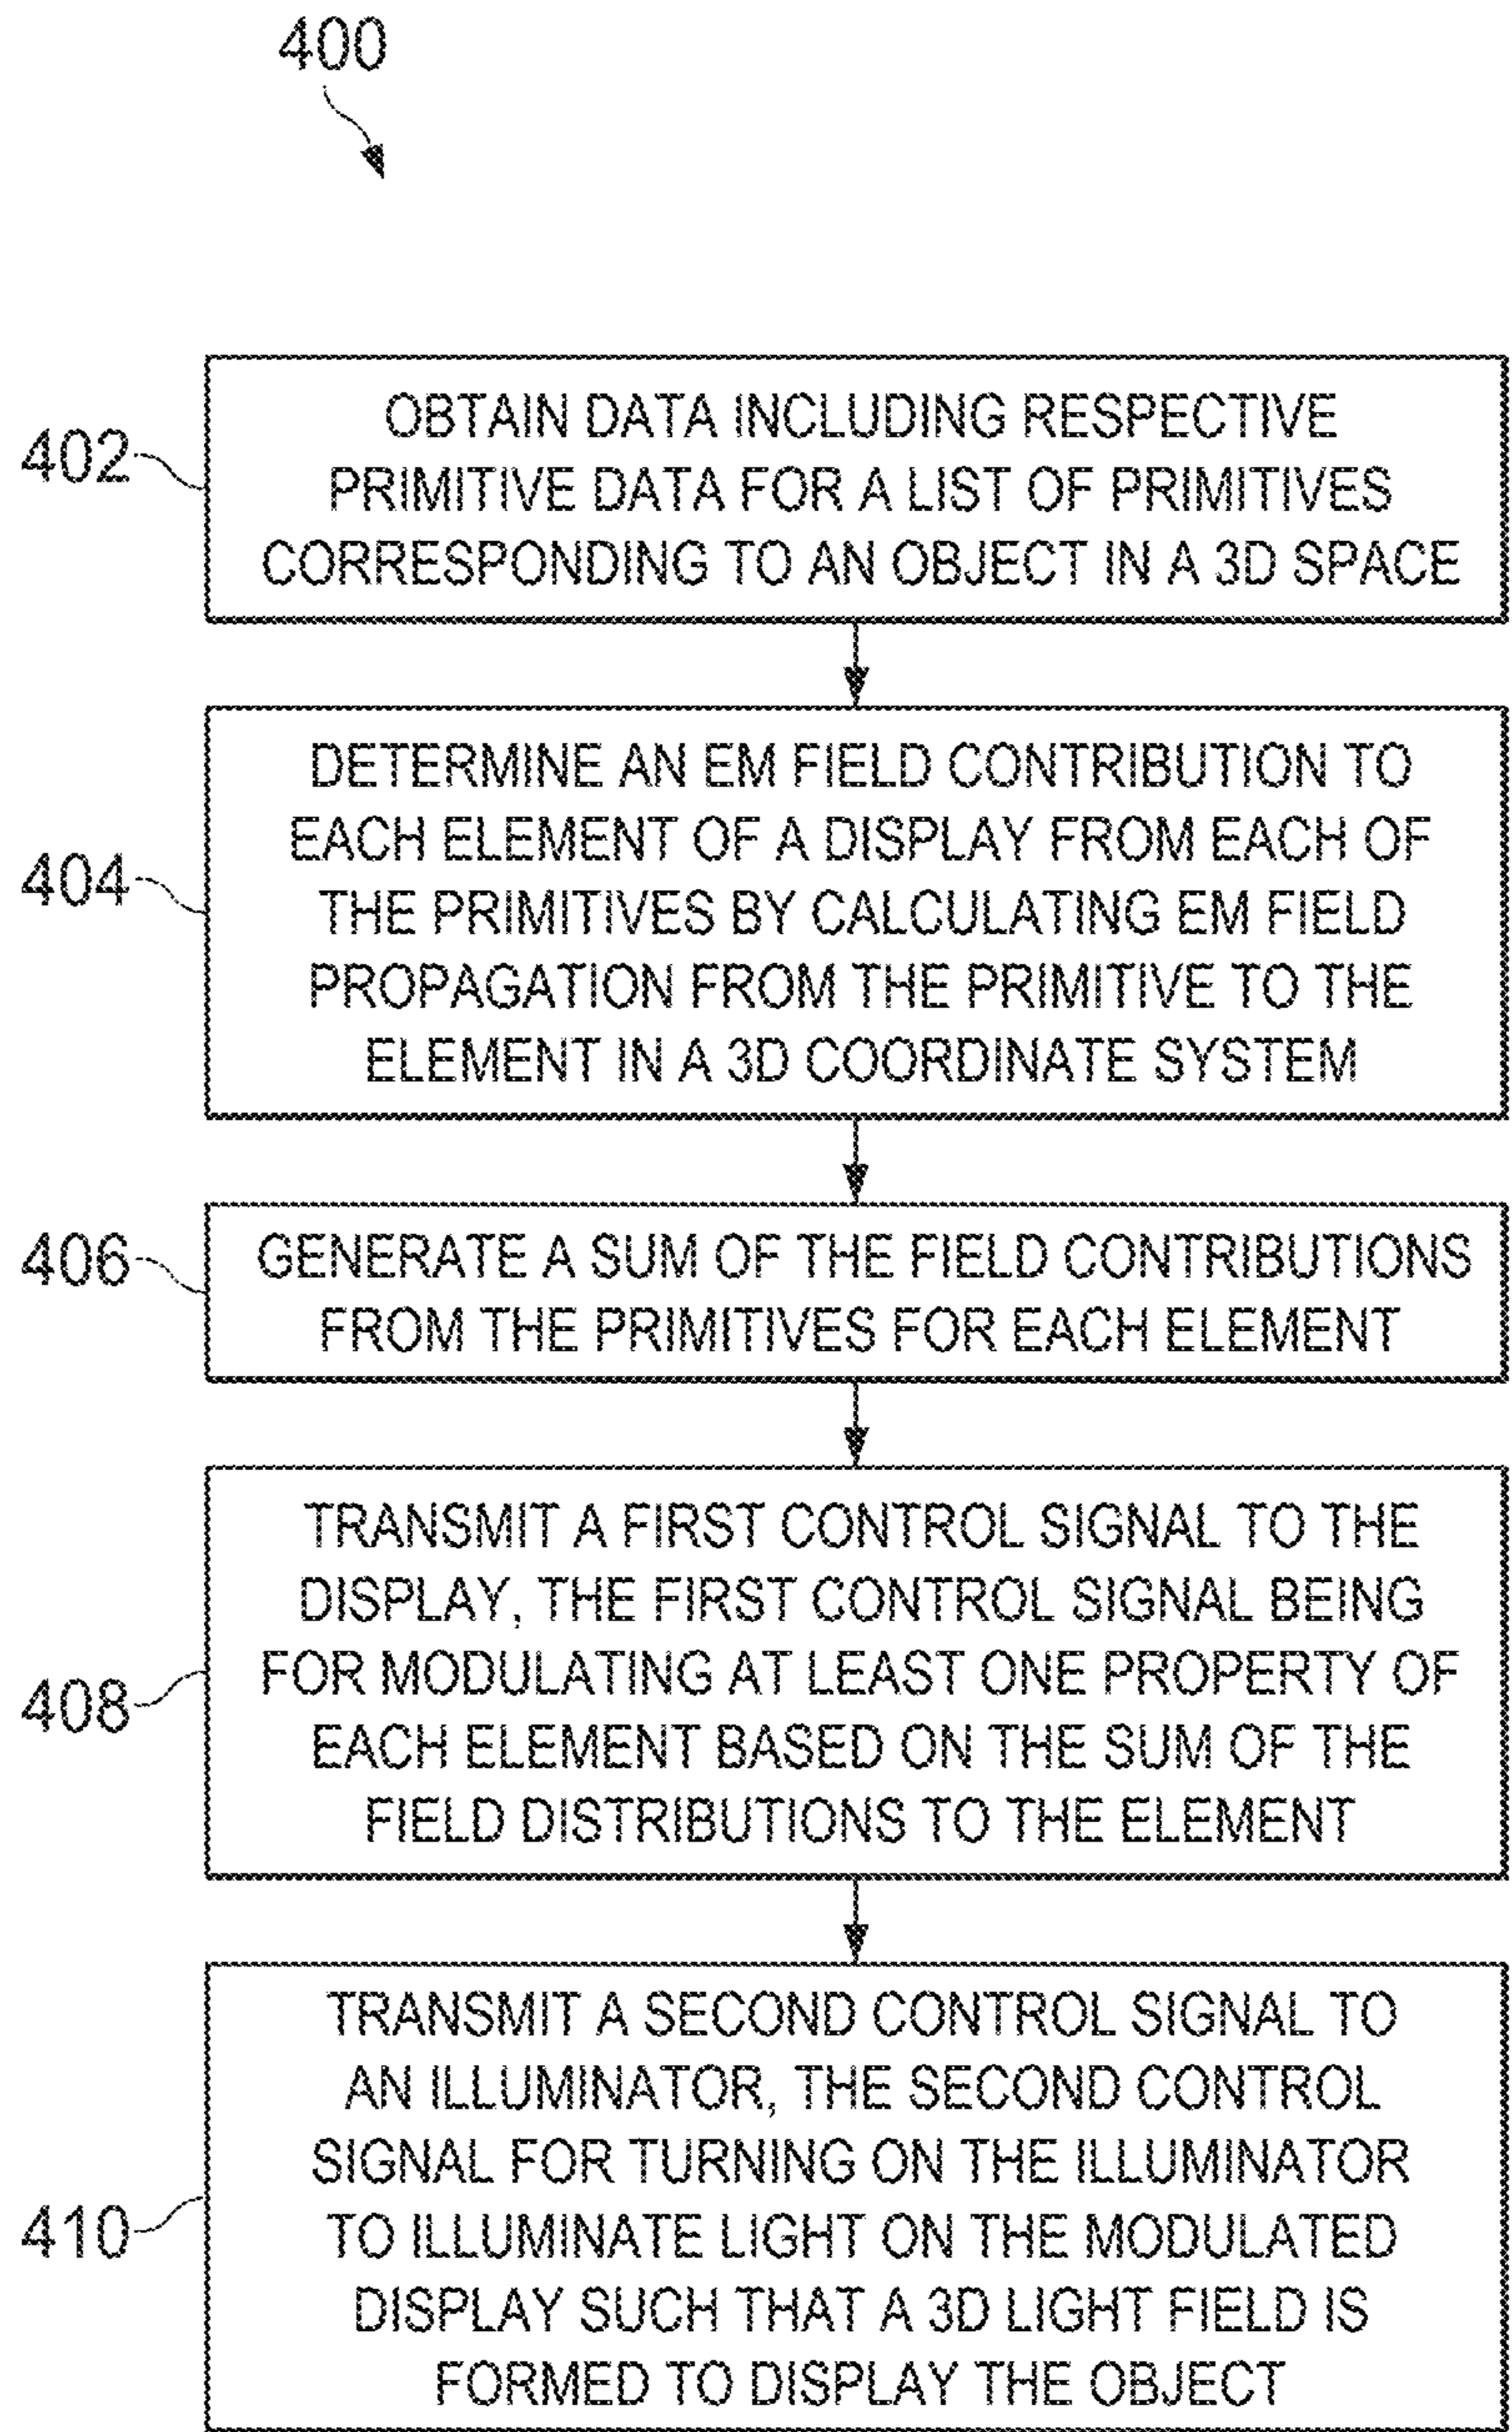 400
402
OBTAIN DATA INCLUDING RESPECTIVE
PRIMITIVE DATA FOR A LIST OF PRIMITIVES
CORRESPONDING TO AN OBJECT IN A 3D SPACE
404
DETERMINE AN EM FIELD CONTRIBUTION TO
EACH ELEMENT OF A DISPLAY FROM EACH OF
THE PRIMITIVES BY CALCULATING EM FIELD
PROPAGATION FROM THE PRIMITIVE TO THE
ELEMENT IN A 3D COORDINATE SYSTEM
406
GENERATE A SUM OF THE FIELD CONTRIBUTIONS
FROM THE PRIMITIVES FOR EACH ELEMENT
408
TRANSMIT A FIRST CONTROL SIGNAL TO THE
DISPLAY, THE FIRST CONTROL SIGNAL BEING
FOR MODULATING AT LEAST ONE PROPERTY OF
EACH ELEMENT BASED ON THE SUM OF THE
FIELD DISTRIBUTIONS TO THE ELEMENT
410
TRANSMIT A SECOND CONTROL SIGNAL TO
AN ILLUMINATOR, THE SECOND CONTROL
SIGNAL FOR TURNING ON THE ILLUMINATOR
TO ILLUMINATE LIGHT ON THE MODULATED
DISPLAY SUCH THAT A 3D LIGHT FIELD IS
FORMED TO DISPLAY THE OBJECT